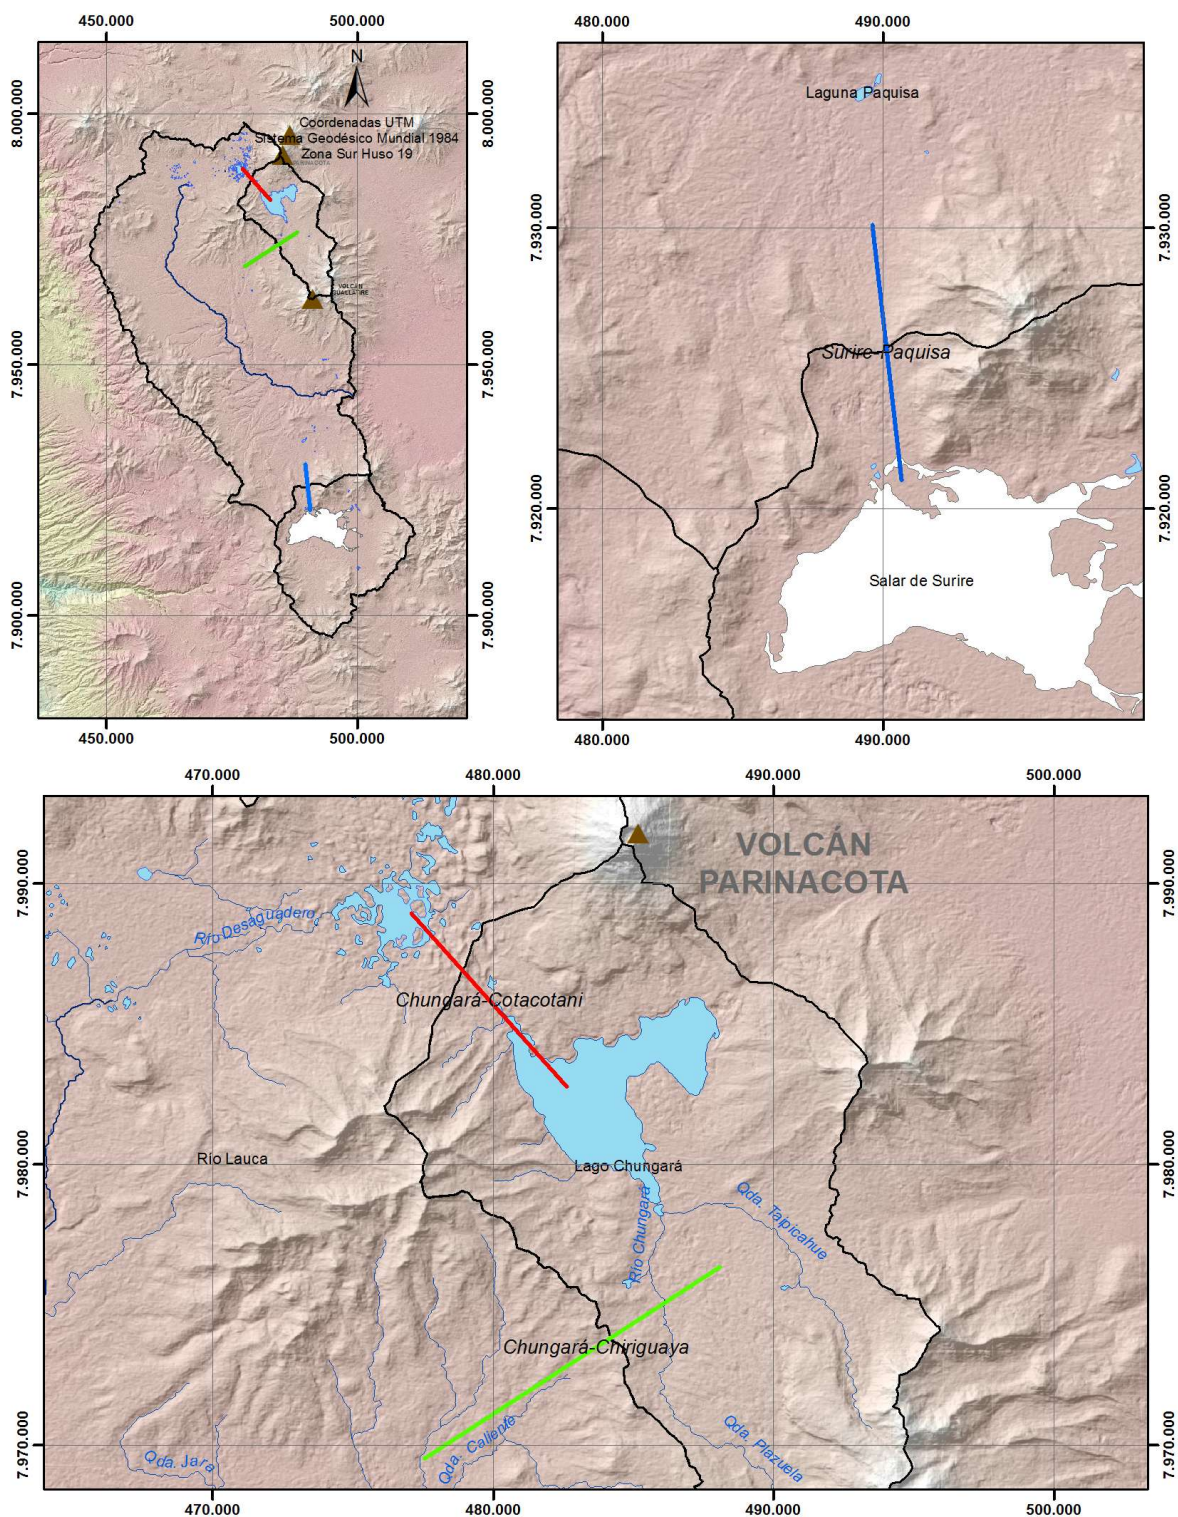 450.000
500.000
8.000.000
7.950.000
7.900.000
N
Coordenadas UTM
Sistema Geodésico Mundial 1984
Zona Sur Huso 19
PARINACOTA
VOLCÁN
GUALLATIRE
7.950.000
7.900.000
8.000.000
450.000
500.000
480.000
490.000
7.930.000
7.920.000
Laguna Paquisa
Surire-Paquisa
Salar de Surire
7.930.000
7.920.000
480.000
490.000
470.000
480.000
490.000
500.000
7.990.000
7.980.000
7.970.000
VOLCÁN
PARINACOTA
Río Desaguadero
Chungará-Cotacotani
Río Lauca
Lago Chungará
Río Chungará
Qda. Taipicahue
Chungará-Chiriguaya
Qda. Caliente
Qda. Plazuela
Qda. Jara
7.990.000
7.980.000
7.970.000
470.000
480.000
490.000
500.000